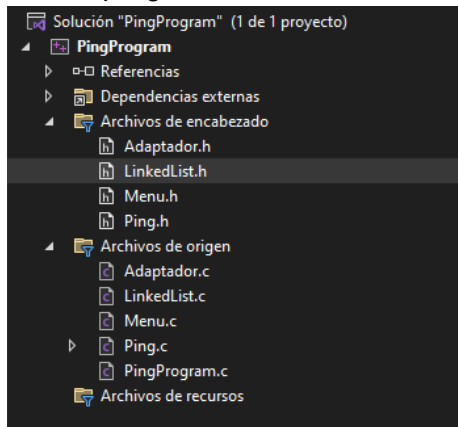 Solución "PingProgram" (1 de 1 proyecto)
PingProgram
Referencias
Dependencias externas
Archivos de encabezado
Adaptador.h
LinkedList.h
Menu.h
Ping.h
Archivos de origen
Adaptador.c
LinkedList.c
Menu.c
Ping.c
PingProgram.c
Archivos de recursos